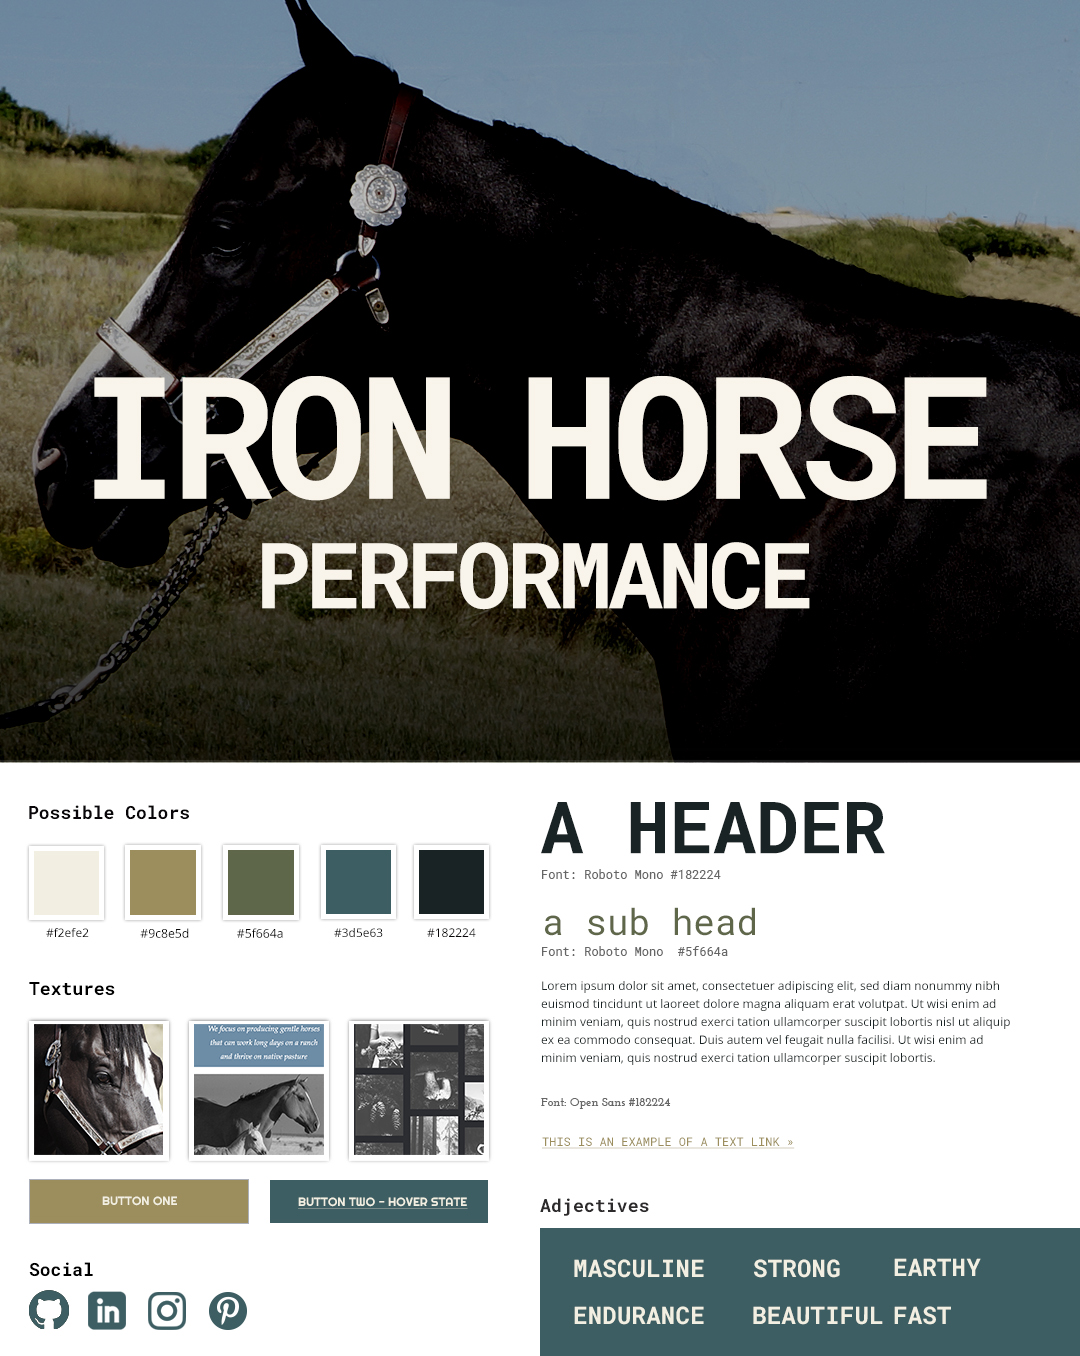 IRON HORSE
PERFORMANCE
Possible Colors
#f2efe2
#9c8e5d
#5f664a
#3d5e63
#182224
Textures
We focus on producing gentle horses
that can work long days on a ranch
and thrive on native pasture
BUTTON ONE
BUTTON TWO - HOVER STATE
Social
in
A HEADER
Font: Roboto Mono #182224
a sub head
Font: Roboto Mono #5f664a
Lorem ipsum dolor sit amet, consectetuer adipiscing elit, sed diam nonummy nibh
euismod tincidunt ut laoreet dolore magna aliquam erat volutpat. Ut wisi enim ad
minim veniam, quis nostrud exerci tation ullamcorper suscipit lobortis nisl ut aliquip
ex ea commodo consequat. Duis autem vel feugait nulla facilisi. Ut wisi enim ad
minim veniam, quis nostrud exerci tation ullamcorper suscipit lobortis.
Font: Open Sans #182224
THIS IS AN EXAMPLE OF A TEXT LINK »
Adjectives
MASCULINE STRONG EARTHY
ENDURANCE BEAUTIFUL FAST